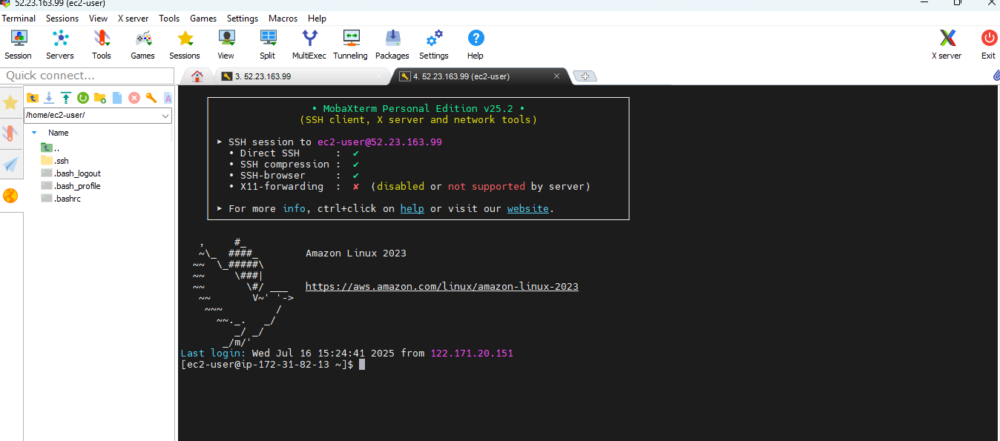 52.23.163.99 (ec2-user)
Terminal Sessions View X server Tools Games Settings Macros Help
Session Servers Tools Games Sessions View Split MultiExec Tunneling Packages Settings Help X server Exit
Quick connect...
3. 52.23.163.99
4. 52.23.163.99 (ec2-user)
/home/ec2-user/
Name
..
.ssh
.bash_logout
.bash_profile
.bashrc
• MobaXterm Personal Edition v25.2 •
(SSH client, X server and network tools)
➤ SSH session to ec2-user@52.23.163.99
• Direct SSH : ✔
• SSH compression : ✔
• SSH-browser : ✔
• X11-forwarding : ✘ (disabled or not supported by server)
➤ For more info, ctrl+click on help or visit our website.
   ,     #_
   ~\_  ####_        Amazon Linux 2023
  ~~  \_#####\
  ~~     \###|
  ~~       \#/ ___   https://aws.amazon.com/linux/amazon-linux-2023
   ~~       V~' '->
    ~~~         /
      ~~._.   _/
         _/ _/
       _/m/'
Last login: Wed Jul 16 15:24:41 2025 from 122.171.20.151
[ec2-user@ip-172-31-82-13 ~]$